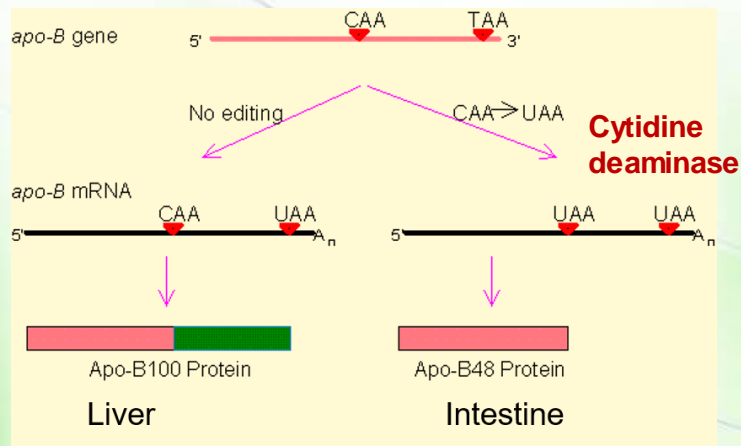 CAA TAA
apo-B gene 5' 3'
No editing CAA→UAA
Cytidine
deaminase
apo-B mRNA
CAA UAA UAA UAA
5' An 5' An
Apo-B100 Protein Apo-B48 Protein
Liver Intestine